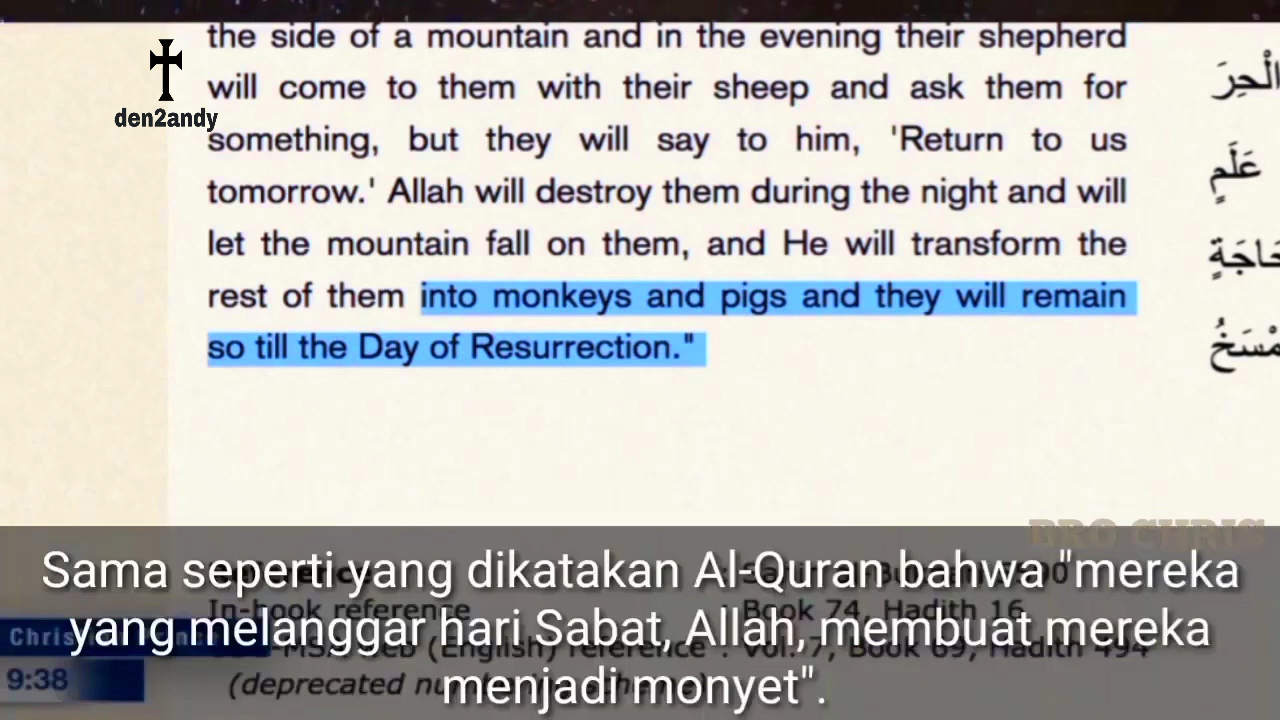 the side of a mountain and in the evening their shepherd
will come to them with their sheep and ask them for
something, but they will say to him, 'Return to us
tomorrow.' Allah will destroy them during the night and will
let the mountain fall on them, and He will transform the
rest of them into monkeys and pigs and they will remain
so till the Day of Resurrection."
den2andy
عَلَمٍ
BRO CHRIS
In-book reference : Book 74, Hadith 16
(English) reference : Vol. 7, Book 69, Hadith 494
(deprecated
9:38
Sama seperti yang dikatakan Al-Quran bahwa "mereka
yang melanggar hari Sabat, Allah, membuat mereka
menjadi monyet".